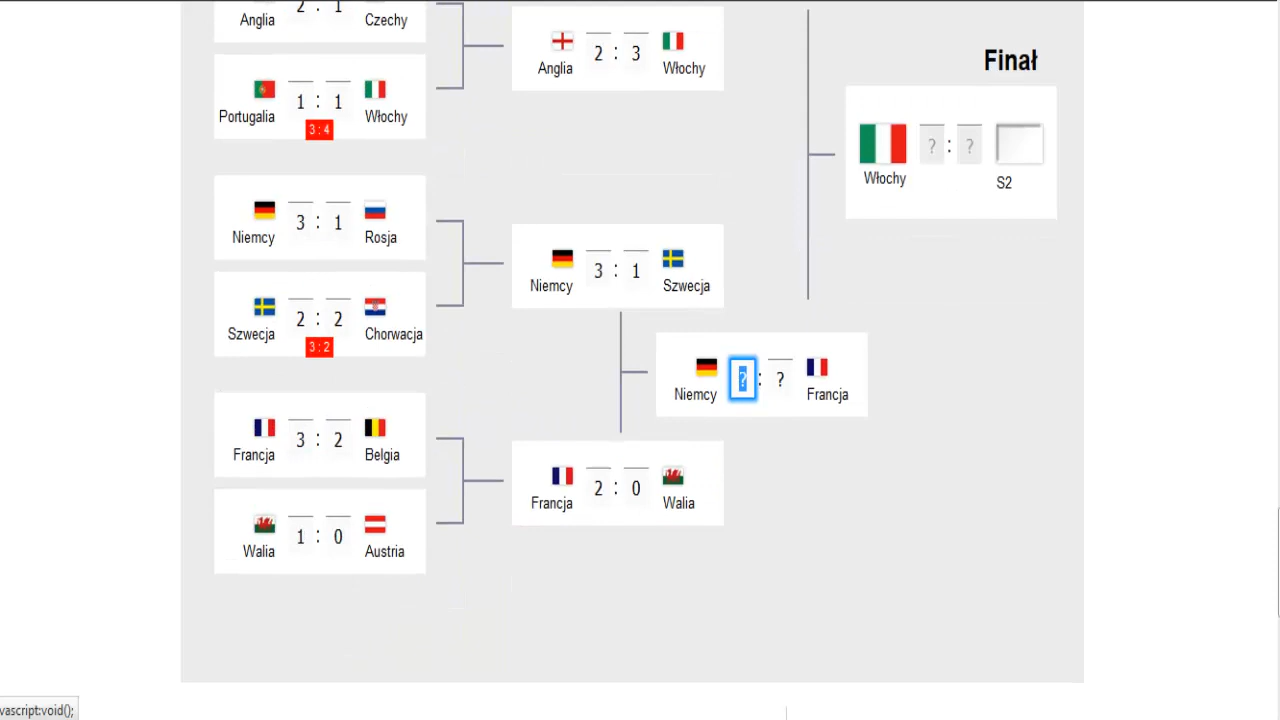 2 : 1
Anglia Czechy
1 : 1
Portugalia Włochy
3 : 4
3 : 1
Niemcy Rosja
2 : 2
Szwecja Chorwacja
3 : 2
3 : 2
Francja Belgia
1 : 0
Walia Austria
2 : 3
Anglia Włochy
3 : 1
Niemcy Szwecja
? : ?
Niemcy Francja
2 : 0
Francja Walia
Finał
? : ?
Włochy S2
vascript:void();